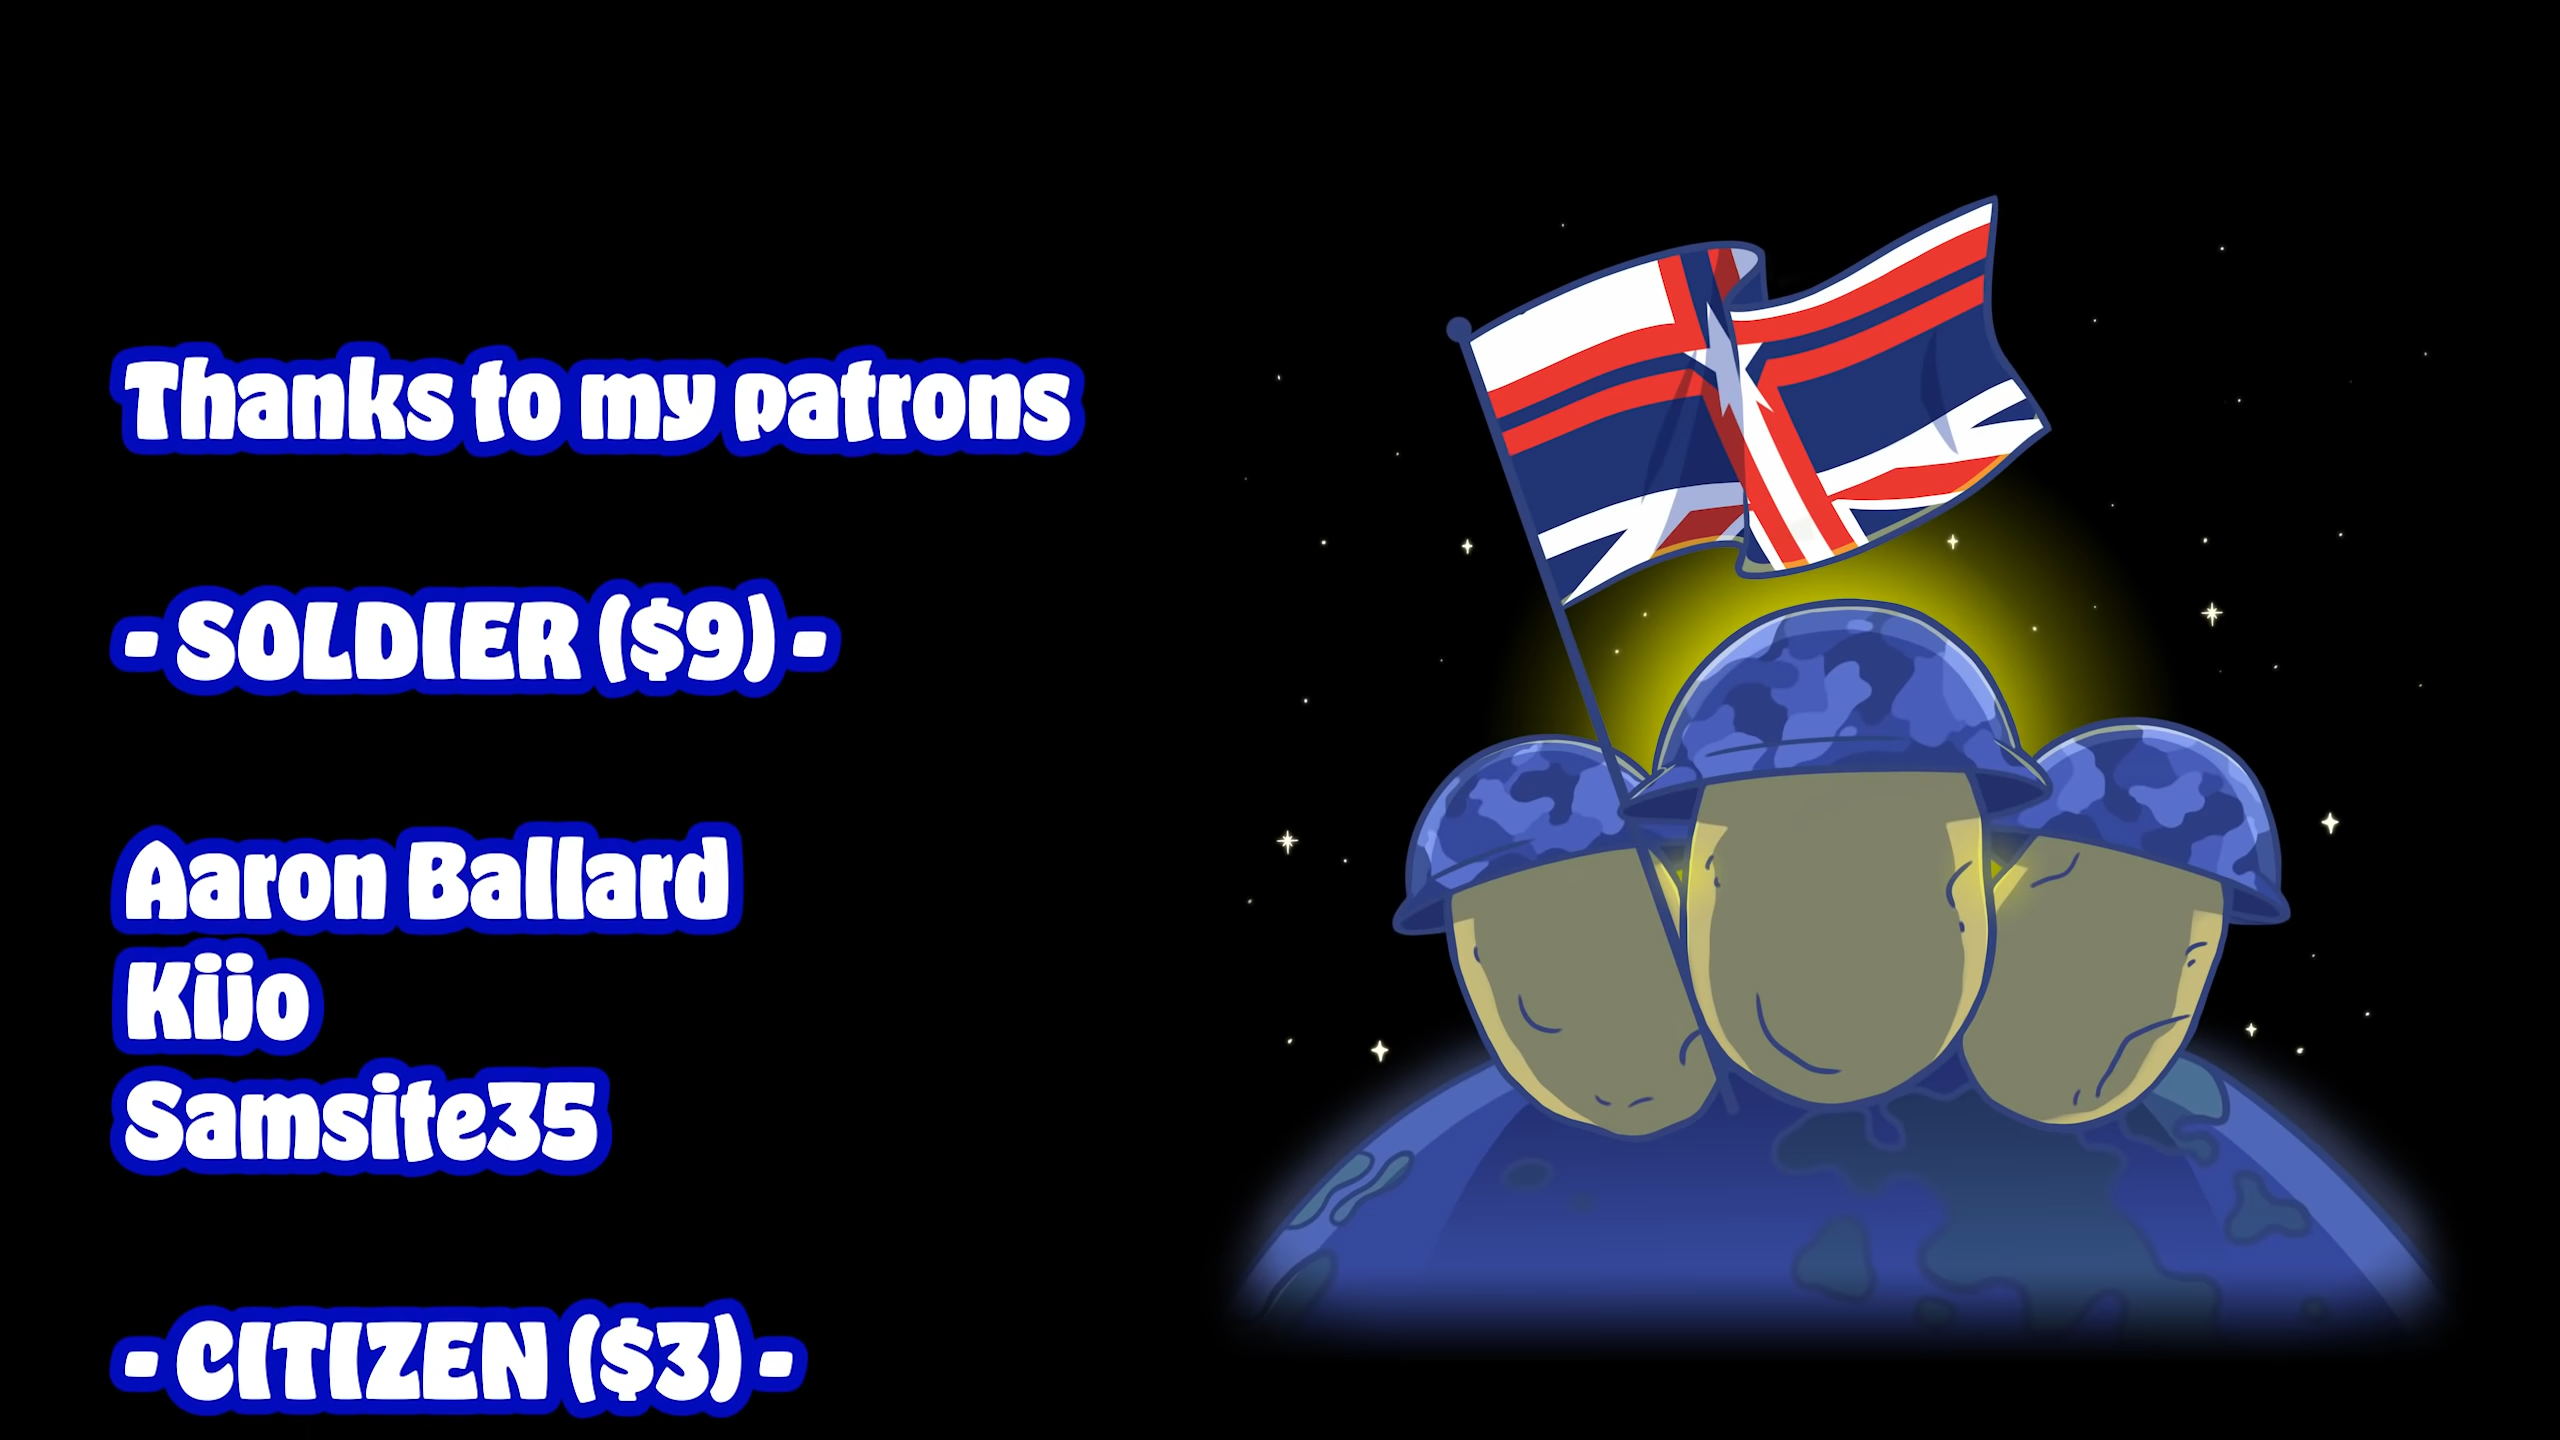 Thanks to my patrons
- SOLDIER ($9) -
Aaron Ballard
Kijo
Samsite35
- CITIZEN ($3) -